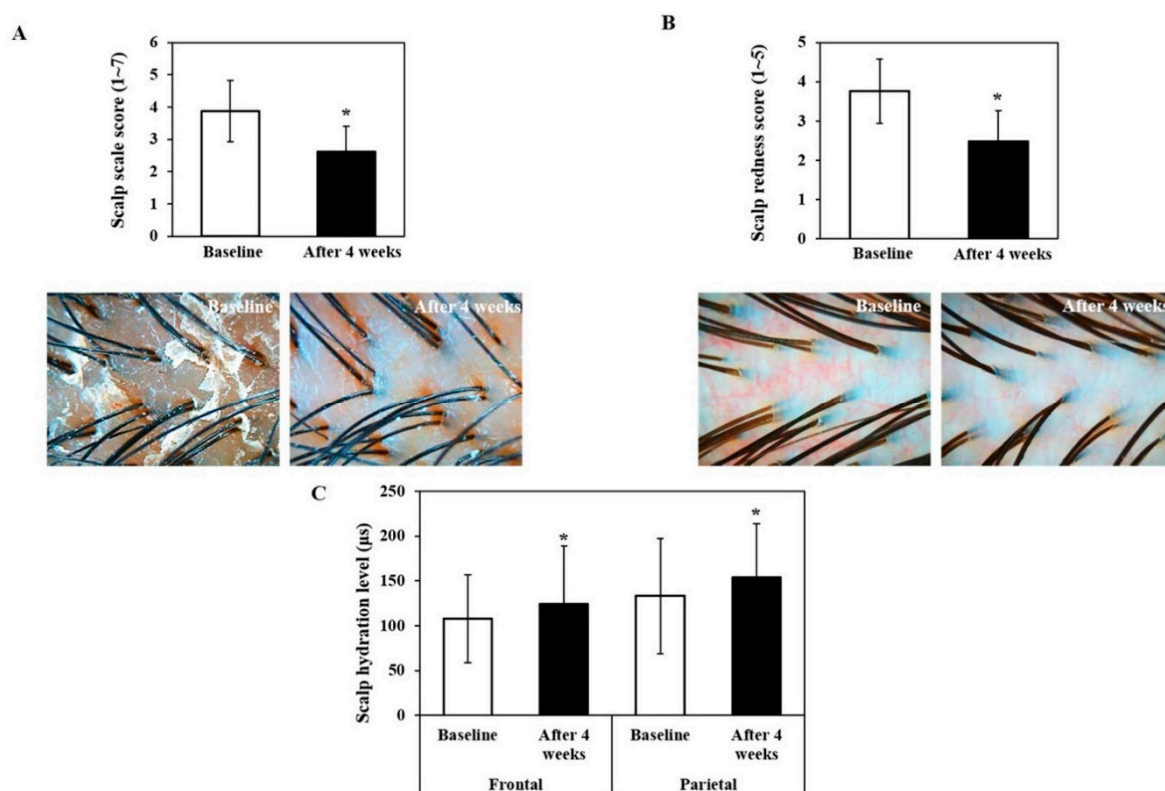 A
Scalp scale score (1~7)
6
5
4
3
2
1
0
*
Baseline
After 4 weeks
Baseline
After 4 weeks
B
Scalp redness score (1~5)
5
4
3
2
1
0
*
Baseline
After 4 weeks
Baseline
After 4 weeks
C
Scalp hydration level (μs)
250
200
150
100
50
0
*
*
Baseline
After 4
weeks
Baseline
After 4
weeks
Frontal
Parietal